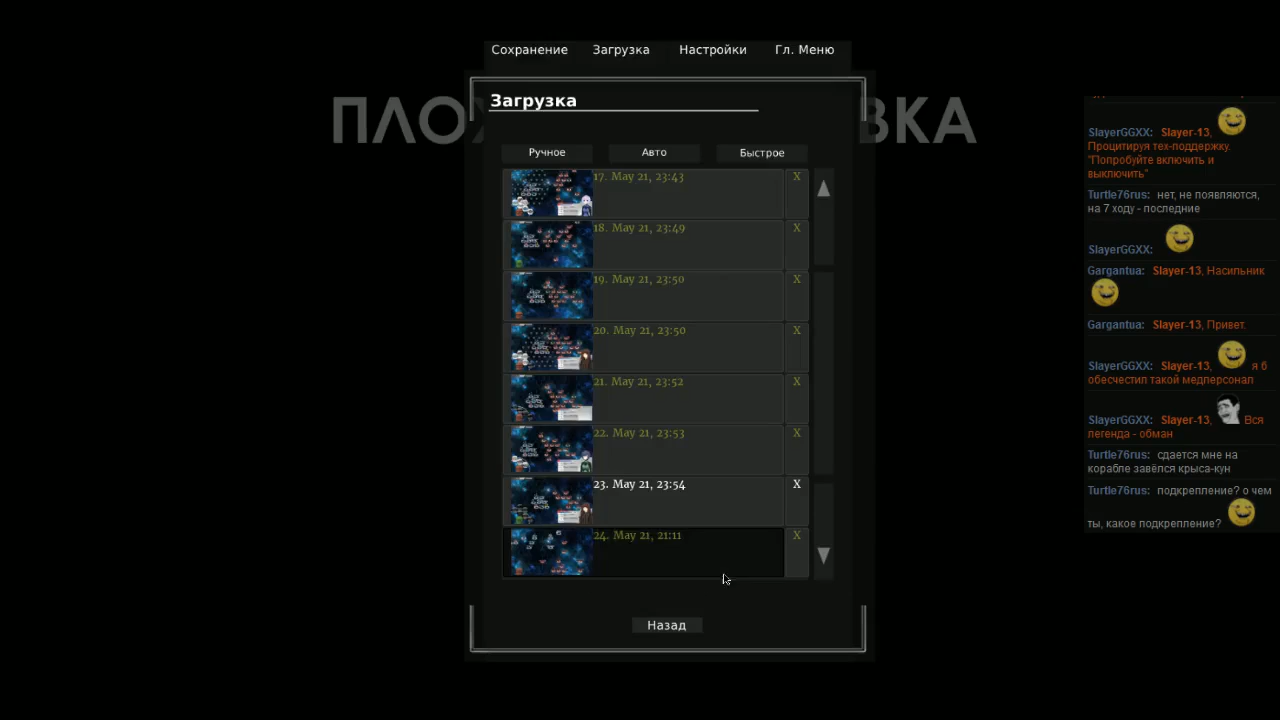 Сохранение Загрузка Настройки Гл. Меню
ПЛО ВКА
Загрузка
Ручное Авто Быстрое
17. May 21, 23:43 X
18. May 21, 23:49 X
19. May 21, 23:50 X
20. May 21, 23:50 X
21. May 21, 23:52 X
22. May 21, 23:53 X
23. May 21, 23:54 X
24. May 21, 21:11 X
Назад
SlayerGGXX: Slayer-13,
Процитируя тех-поддержку.
"Попробуйте включить и
выключить"
Turtle76rus: нет, не появляются,
на 7 ходу - последние
SlayerGGXX:
Gargantua: Slayer-13, Насильник
Gargantua: Slayer-13, Привет.
SlayerGGXX: Slayer-13, я б
обесчестил такой медперсонал
SlayerGGXX: Slayer-13, Вся
легенда - обман
Turtle76rus: сдается мне на
корабле завёлся крыса-кун
Turtle76rus: подкрепление? о чем
ты, какое подкрепление?